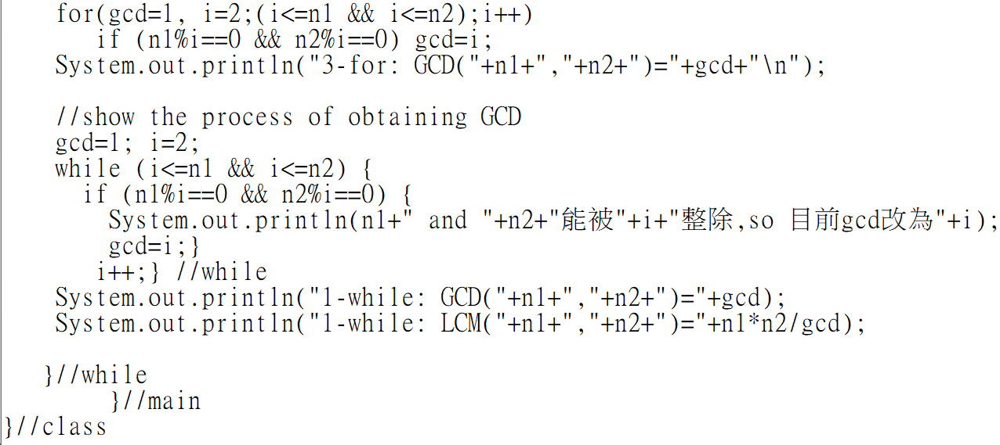 for(gcd=1, i=2;(i<=n1 && i<=n2);i++)
if (n1%i==0 && n2%i==0) gcd=i;
System.out.println("3-for: GCD("+n1+","+n2+")="+gcd+"\n");
//show the process of obtaining GCD
gcd=1; i=2;
while (i<=n1 && i<=n2) {
if (n1%i==0 && n2%i==0) {
System.out.println(n1+" and "+n2+"能被"+i+"整除,so 目前gcd改為"+i);
gcd=i;}
i++;} //while
System.out.println("1-while: GCD("+n1+","+n2+")="+gcd);
System.out.println("1-while: LCM("+n1+","+n2+")="+n1*n2/gcd);
}//while
}//main
}//class